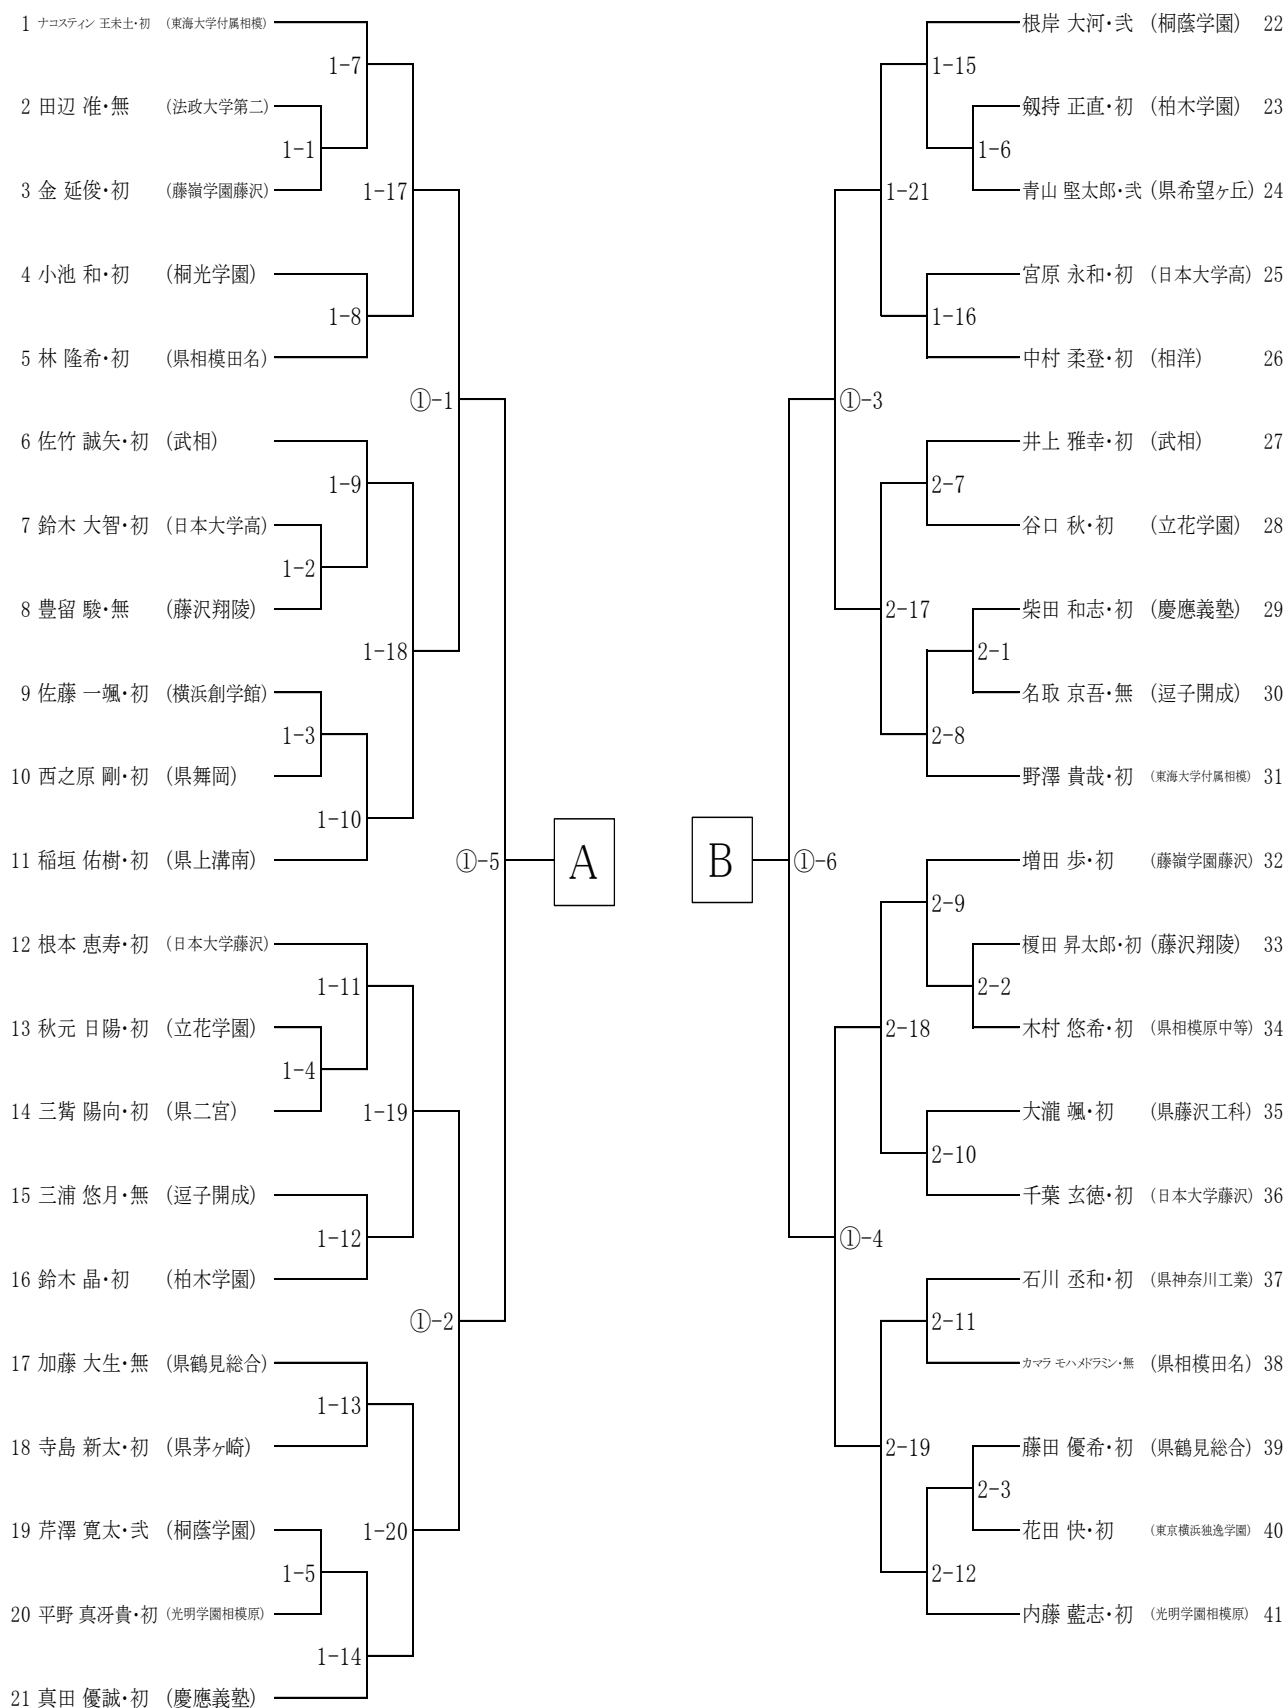 1 ナコスティン 王未土・初 (東海大学付属相模)
1-7
2 田辺 准・無 (法政大学第二)
1-1
3 金 延俊・初 (藤嶺学園藤沢)
1-17
4 小池 和・初 (桐光学園)
1-8
5 林 隆希・初 (県相模田名)
①-1
6 佐竹 誠矢・初 (武相)
1-9
7 鈴木 大智・初 (日本大学高)
1-2
8 豊留 駿・無 (藤沢翔陵)
1-18
9 佐藤 一颯・初 (横浜創学館)
1-3
10 西之原 剛・初 (県舞岡)
1-10
11 稲垣 佑樹・初 (県上溝南)
①-5
A
12 根本 恵寿・初 (日本大学藤沢)
1-11
13 秋元 日陽・初 (立花学園)
1-4
14 三觜 陽向・初 (県二宮)
1-19
15 三浦 悠月・無 (逗子開成)
1-12
16 鈴木 晶・初 (柏木学園)
①-2
17 加藤 大生・無 (県鶴見総合)
1-13
18 寺島 新太・初 (県茅ヶ崎)
19 芹澤 寛太・弐 (桐蔭学園)
1-20
1-5
20 平野 真冴貴・初 (光明学園相模原)
1-14
21 真田 優誠・初 (慶應義塾)
根岸 大河・弐 (桐蔭学園) 22
1-15
剱持 正直・初 (柏木学園) 23
1-6
青山 堅太郎・弐 (県希望ヶ丘) 24
1-21
宮原 永和・初 (日本大学高) 25
1-16
中村 柔登・初 (相洋) 26
①-3
井上 雅幸・初 (武相) 27
2-7
谷口 秋・初 (立花学園) 28
柴田 和志・初 (慶應義塾) 29
2-17
2-1
名取 京吾・無 (逗子開成) 30
2-8
野澤 貴哉・初 (東海大学付属相模) 31
B
①-6
増田 歩・初 (藤嶺学園藤沢) 32
2-9
榎田 昇太郎・初 (藤沢翔陵) 33
2-2
木村 悠希・初 (県相模原中等) 34
2-18
大瀧 颯・初 (県藤沢工科) 35
2-10
千葉 玄徳・初 (日本大学藤沢) 36
①-4
石川 丞和・初 (県神奈川工業) 37
2-11
カマラ モハメドラミン・無 (県相模田名) 38
藤田 優希・初 (県鶴見総合) 39
2-19
2-3
花田 快・初 (東京横浜独逸学園) 40
2-12
内藤 藍志・初 (光明学園相模原) 41